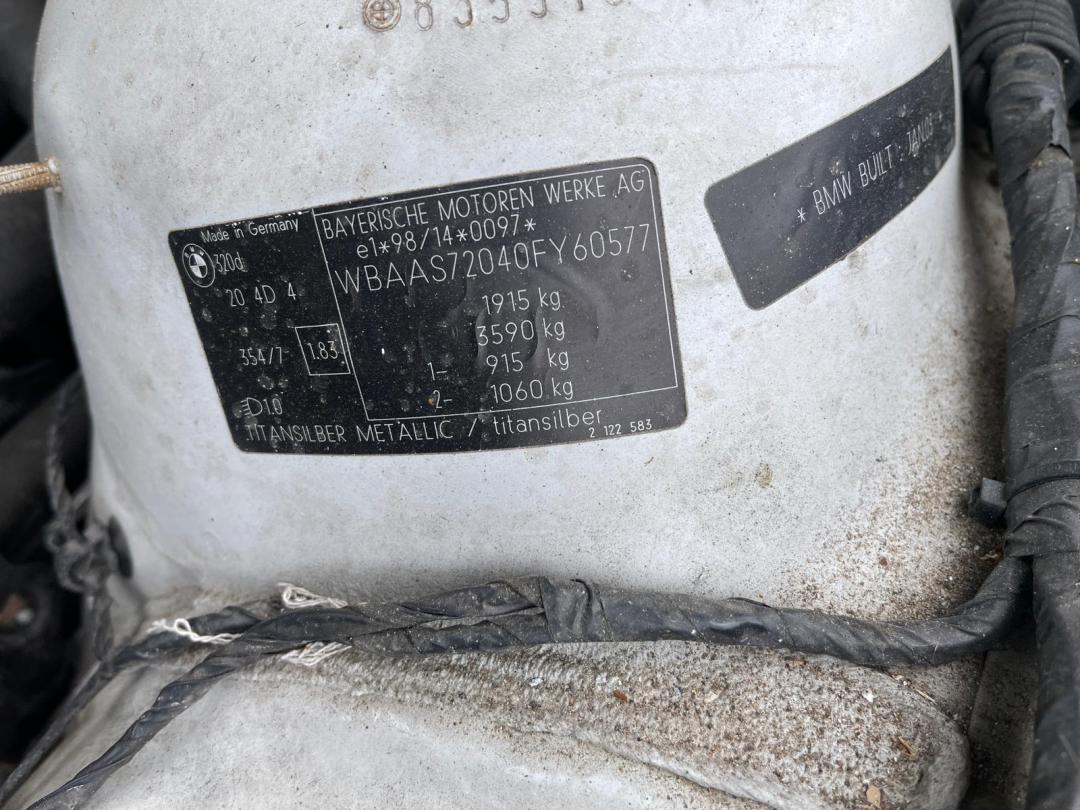 Made in Germany
320d
20 4D 4
354/7
1.83
1.0
BAYERISCHE MOTOREN WERKE AG
e1*98/14*0097*
WBAAS72040FY60577
1915 kg
3590 kg
1- 915 kg
2- 1060 kg
TITANSILBER METALLIC / titansilber
2 122 583
* BMW BUILT : JAN03 *